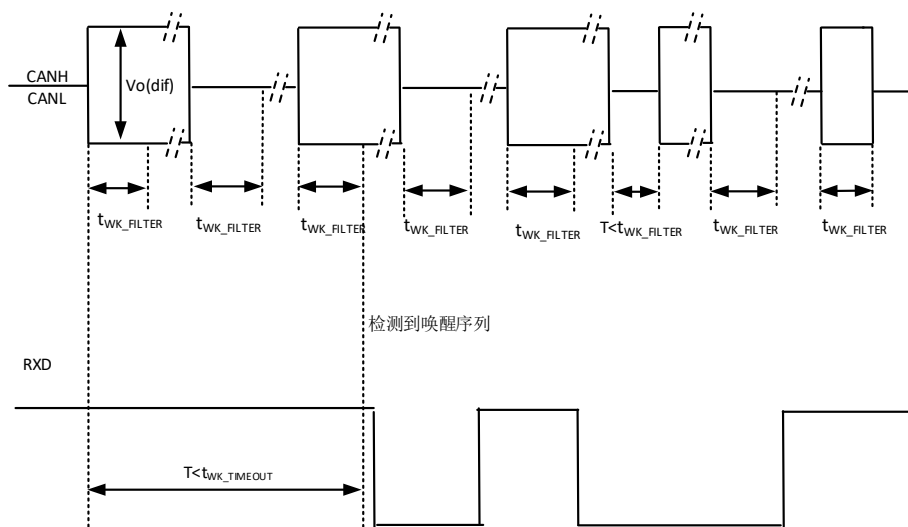 CANH
CANL
Vo(dif)
tWK_FILTER
tWK_FILTER
tWK_FILTER
tWK_FILTER
tWK_FILTER
T<tWK_FILTER
tWK_FILTER
tWK_FILTER
检测到唤醒序列
RXD
T<tWK_TIMEOUT